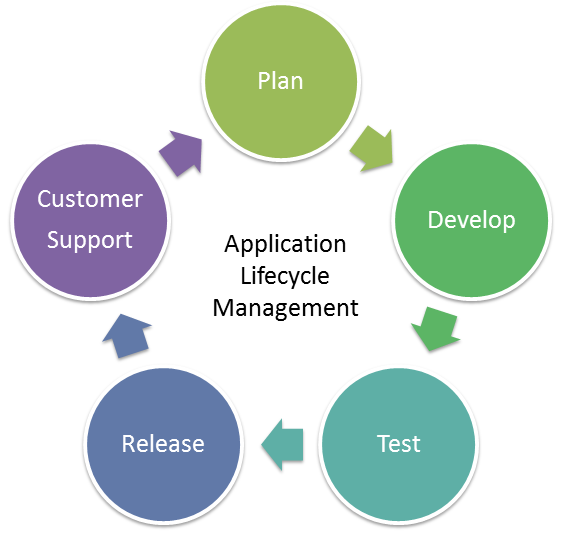 Plan
Develop
Test
Release
Customer
Support
Application
Lifecycle
Management